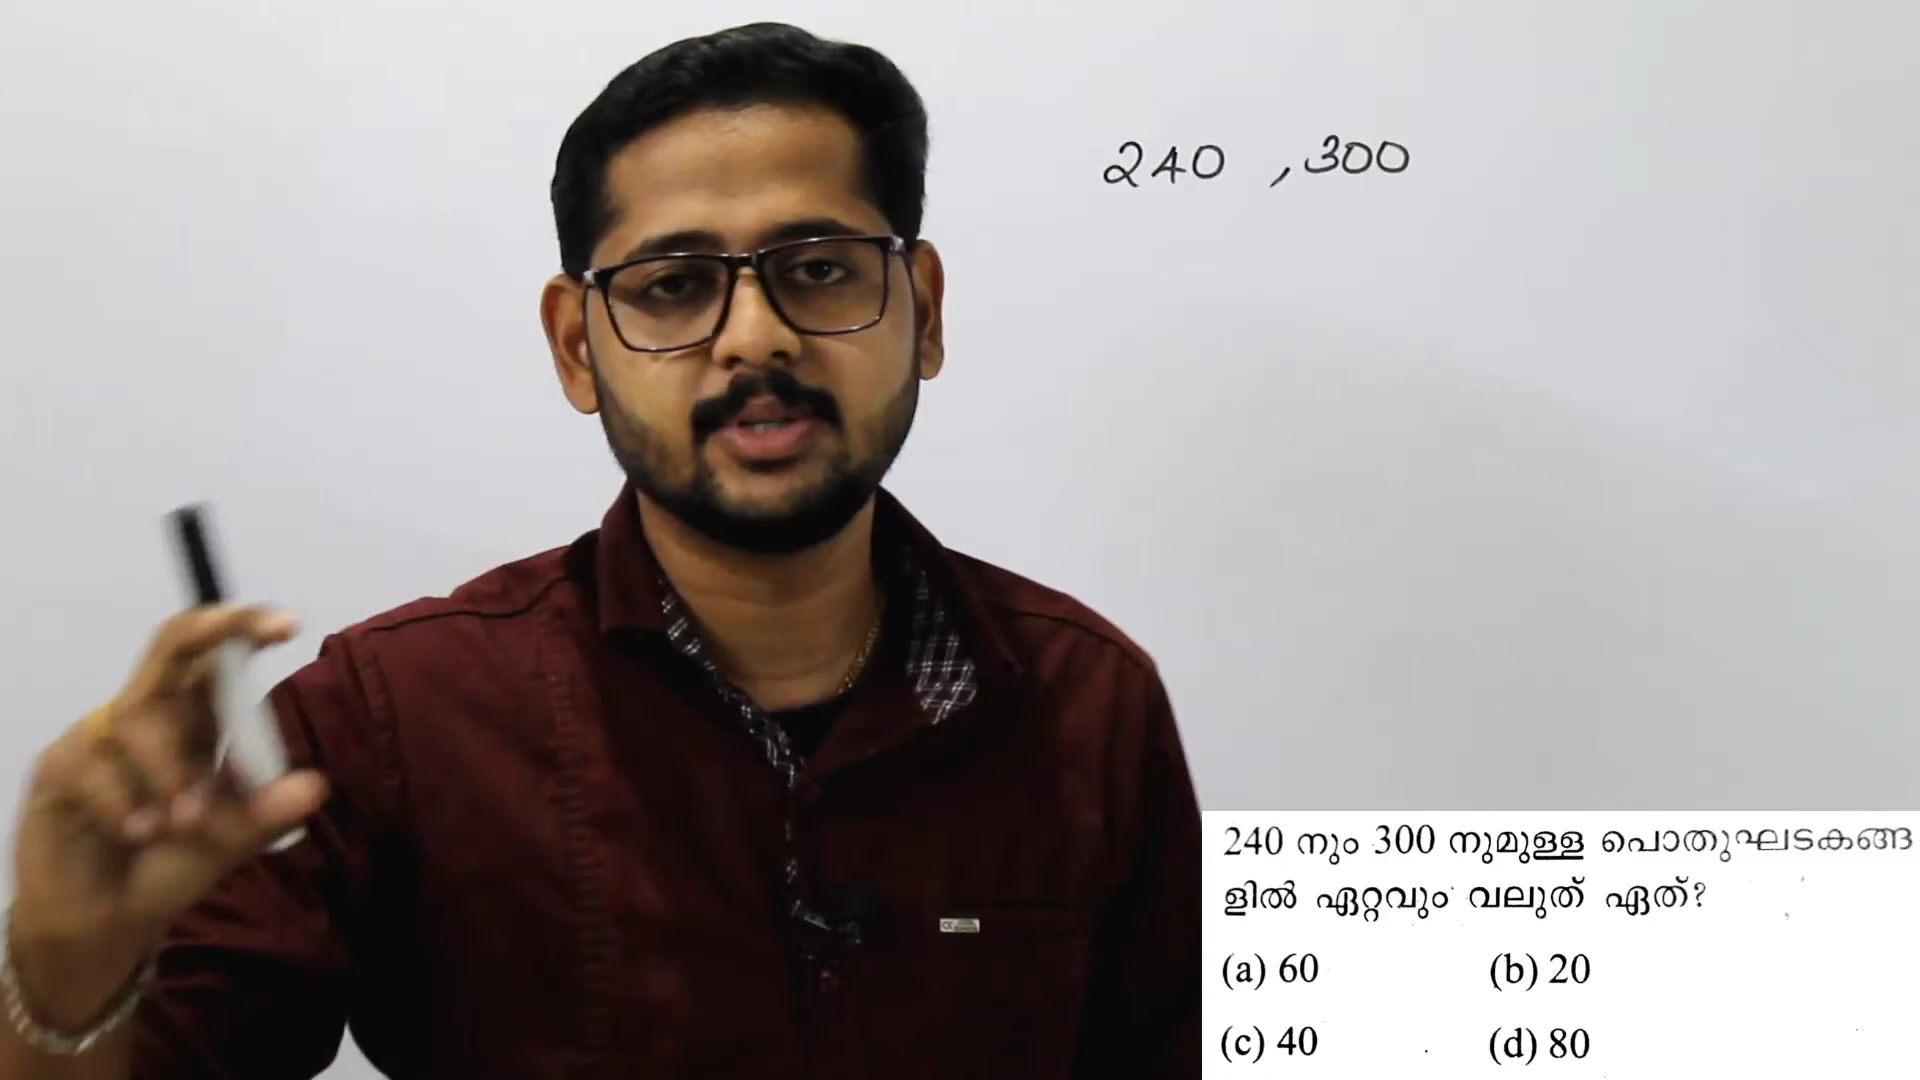 240 , 300
240 നും 300 നുമുള്ള പൊതുഘടകങ്ങ
ളിൽ ഏറ്റവും വലുത് ഏത്?
(a) 60 (b) 20
(c) 40 (d) 80